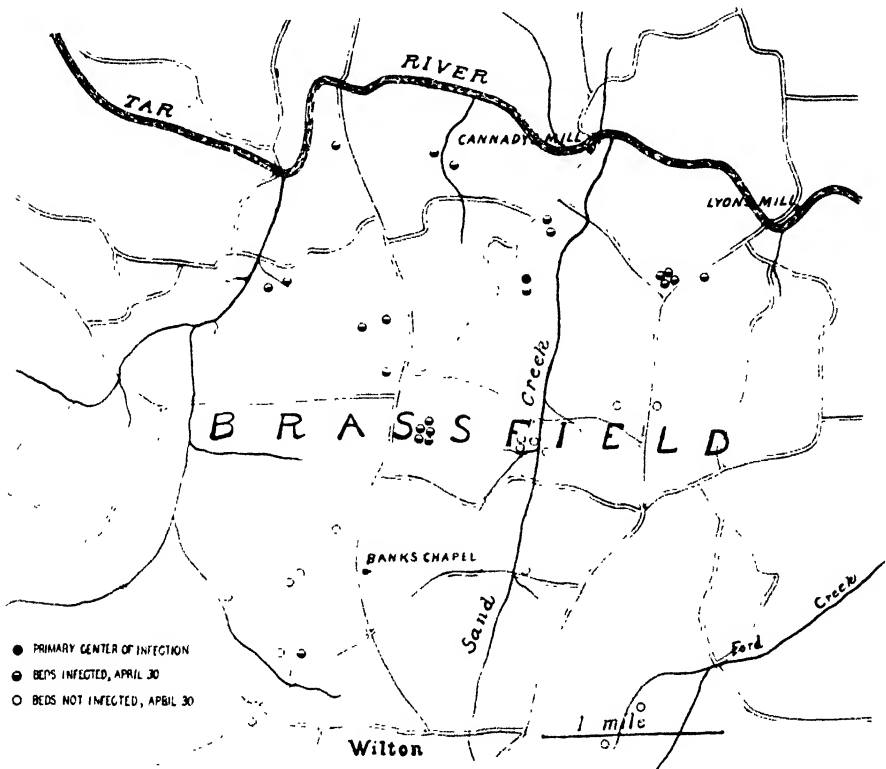 RIVER
TAR
CANNADY'S MILL
LYONS MILL
Creek
BRASSFIELD
BANKS CHAPEL
Sand
Creek
Ford
● PRIMARY CENTER OF INFECTION
BEDS INFECTED, APRIL 30
○ BEDS NOT INFECTED, APRIL 30
1 mile
Wilton